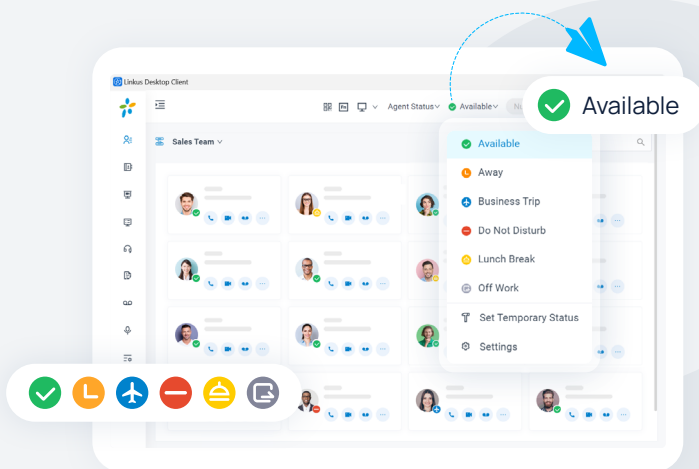 Linkus Desktop Client
Fn
Agent Status
Available
Available
Sales Team
Available
Away
Business Trip
Do Not Disturb
Lunch Break
Off Work
Set Temporary Status
Settings